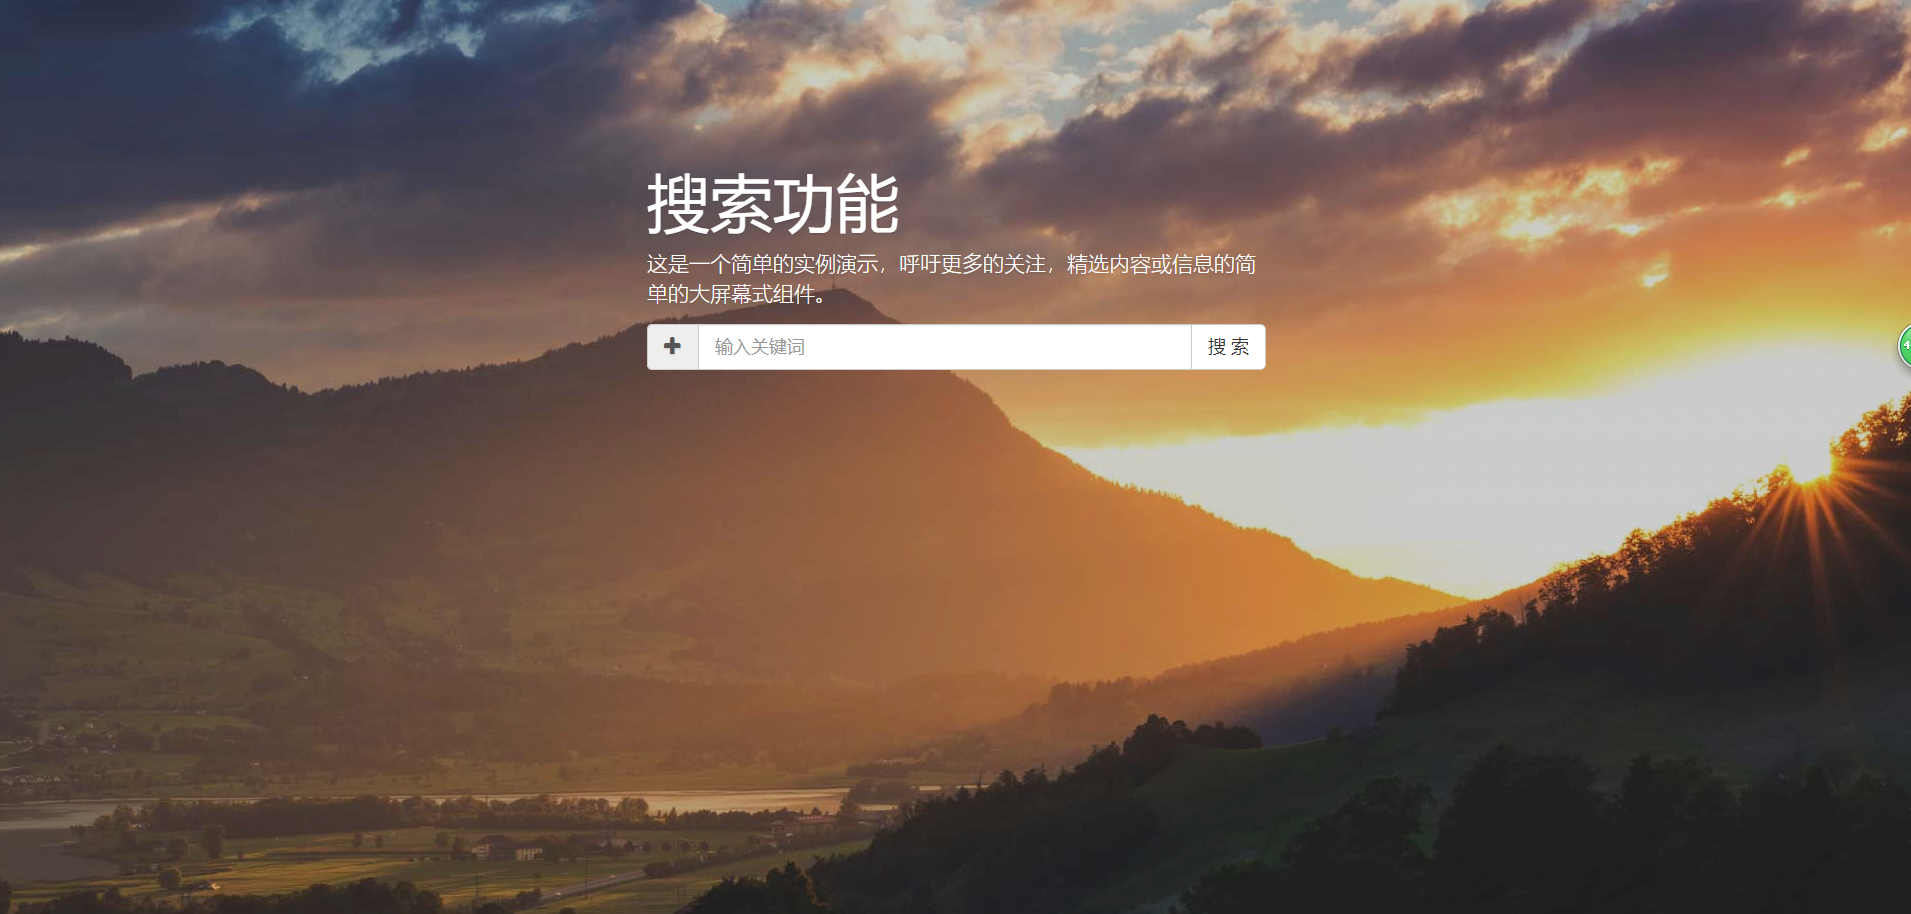 搜索功能
这是一个简单的实例演示，呼吁更多的关注，精选内容或信息的简
单的大屏幕式组件。
输入关键词
搜 索
4